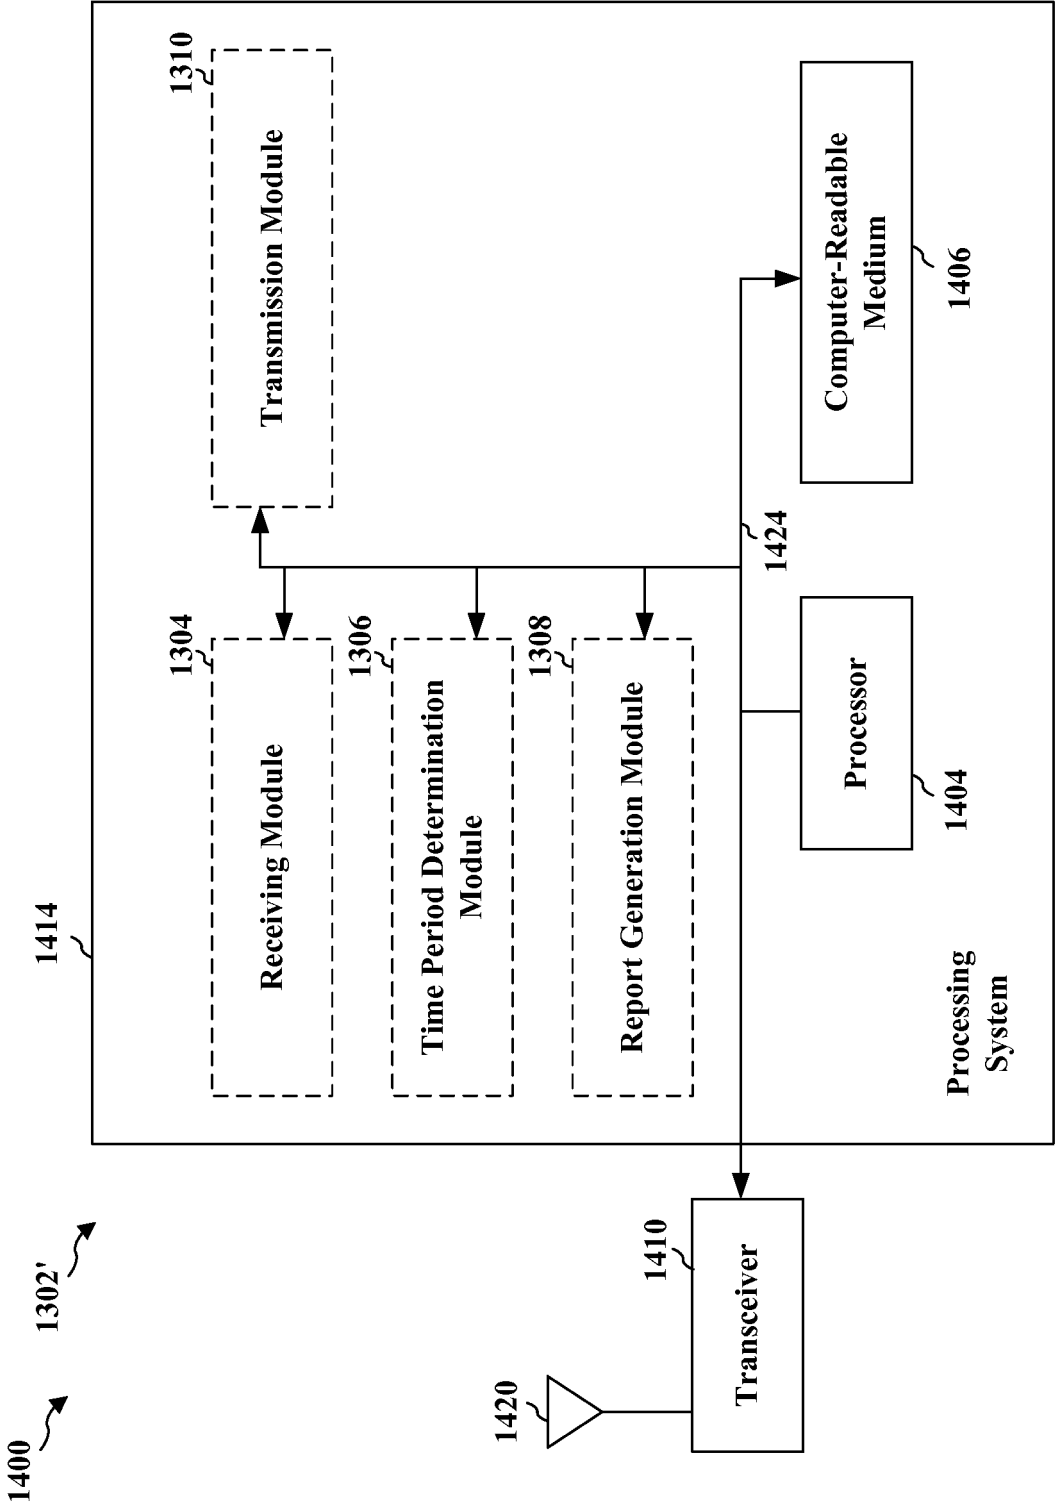 1400
1302'
1414
1304
Receiving Module
1310
Transmission Module
1306
Time Period Determination
Module
1420
1308
Report Generation Module
1410
Transceiver
1424
Processor
1404
Computer-Readable
Medium
1406
Processing
System